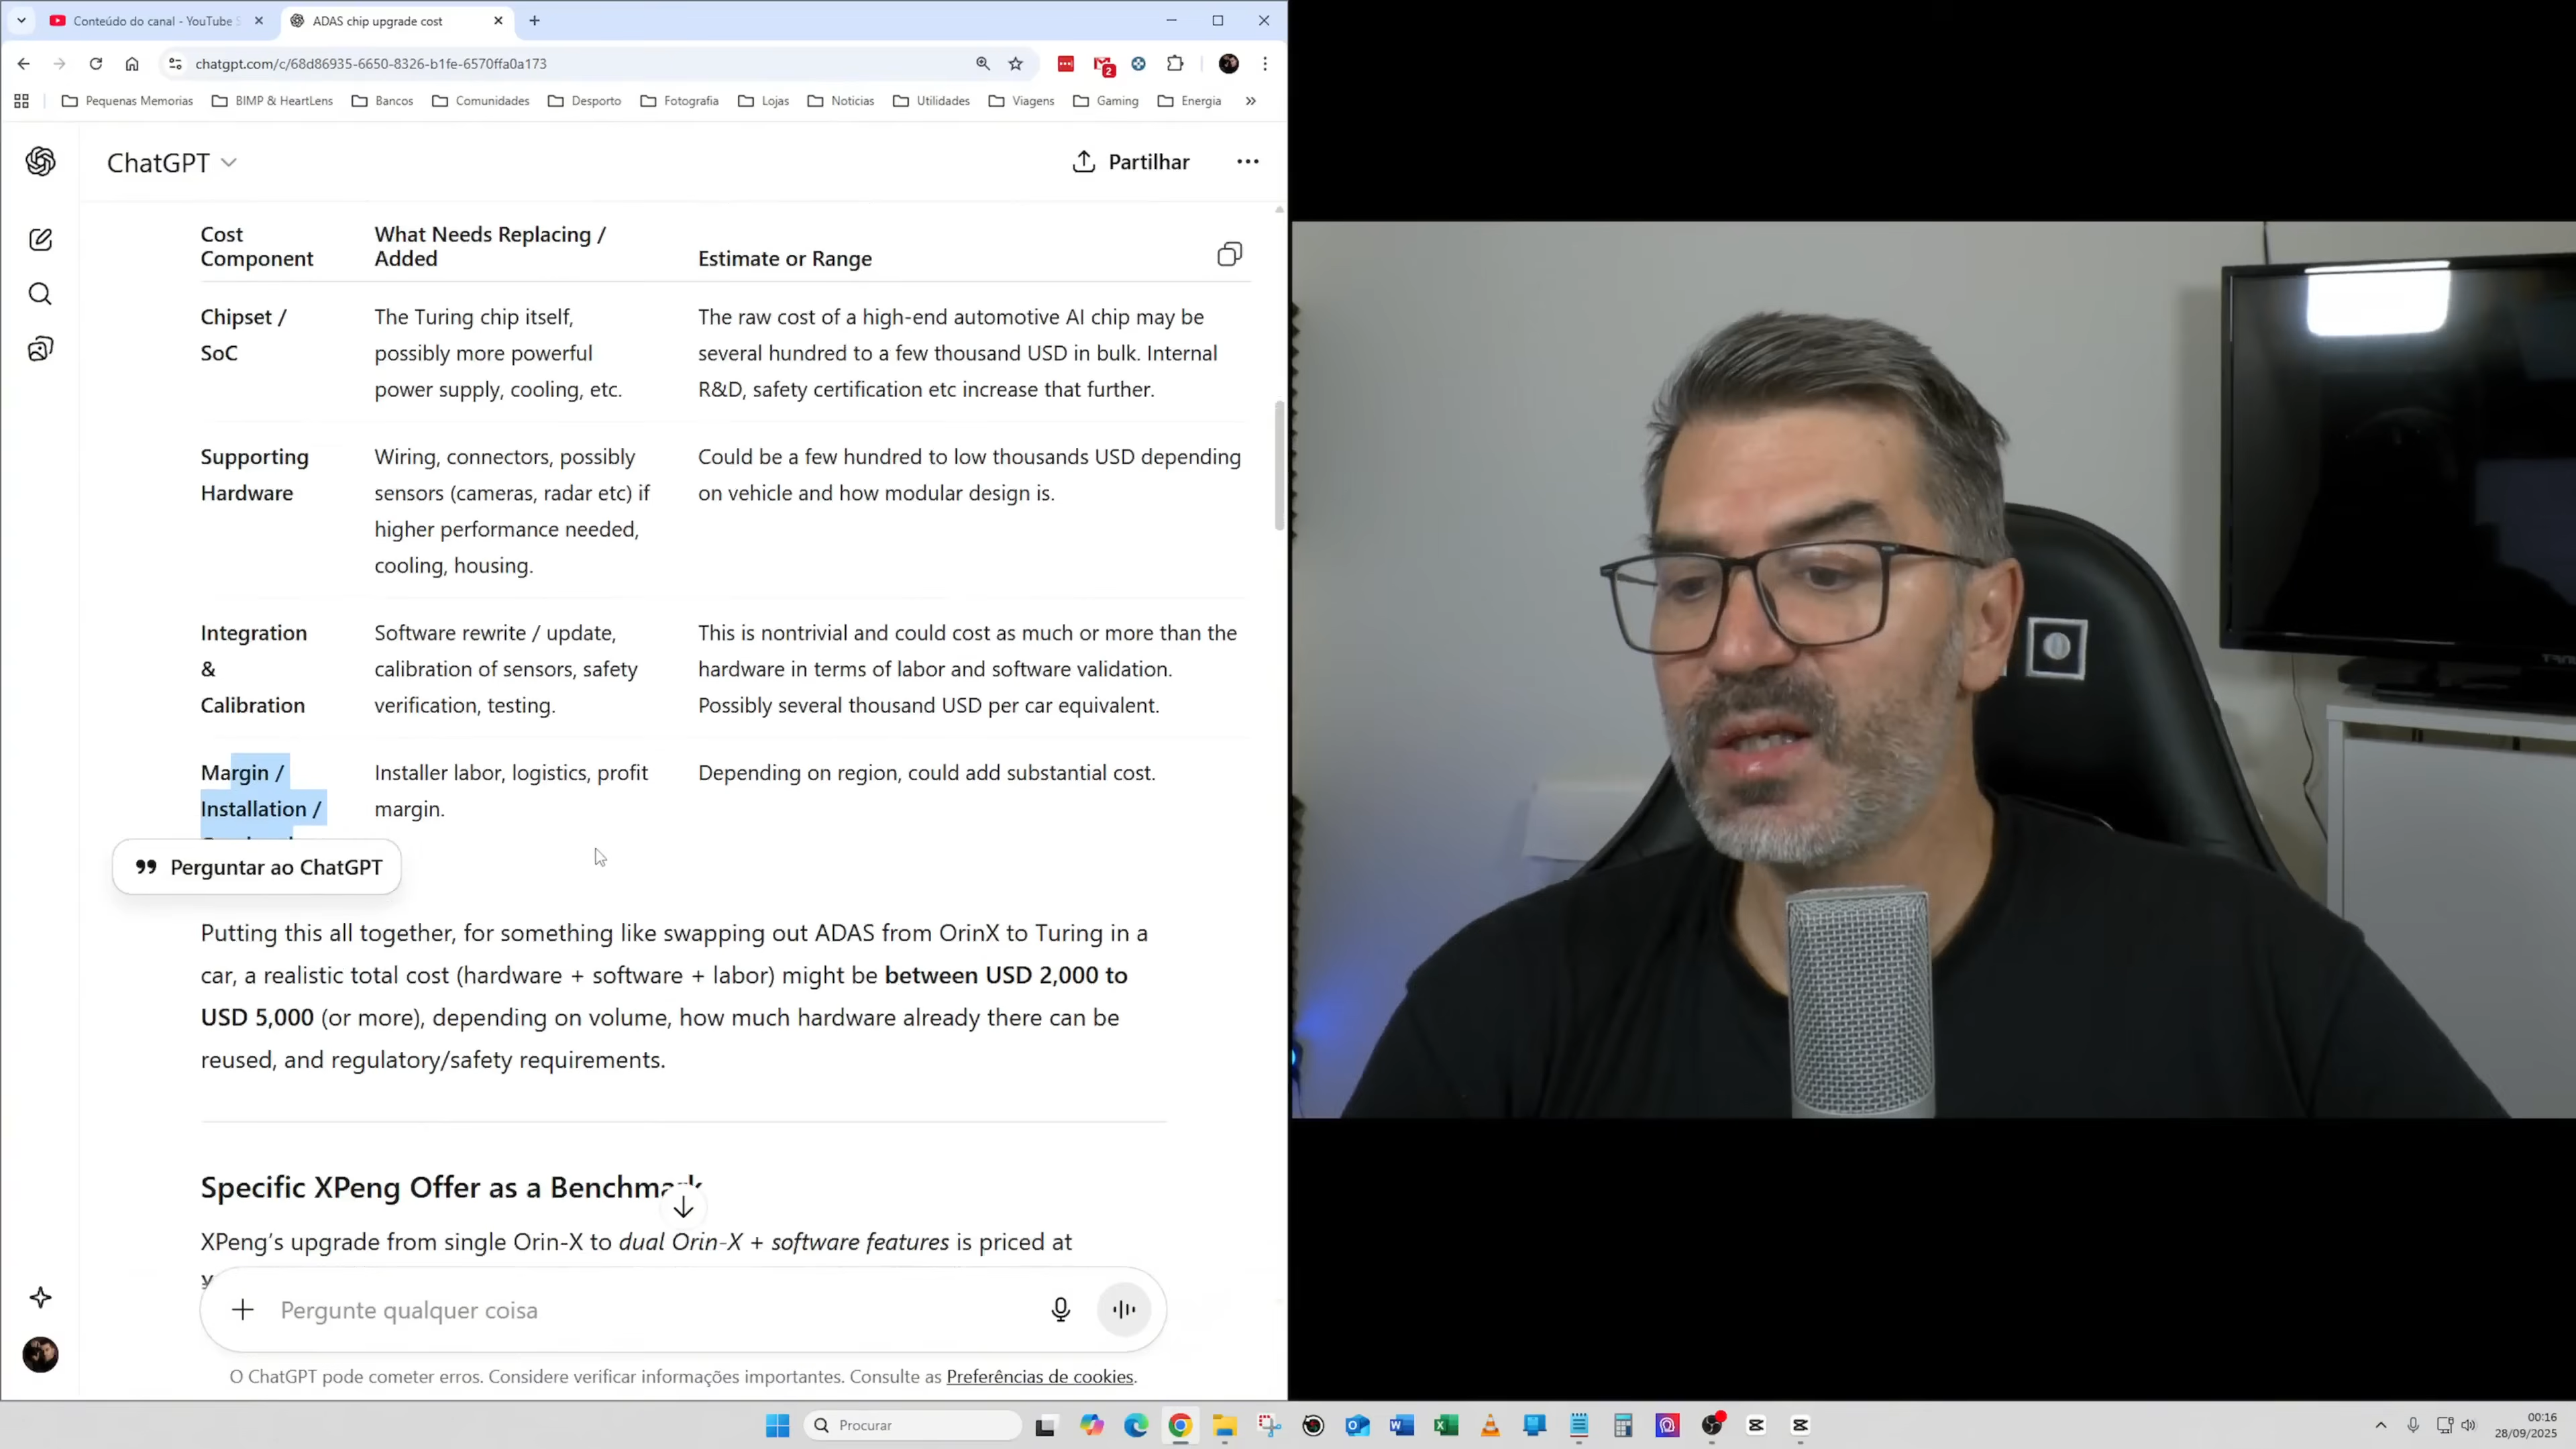 Conteúdo do canal - YouTube S
ADAS chip upgrade cost
chatgpt.com/c/68d86935-6650-8326-b1fe-6570ffa0a173
2
Pequenas Memorias
BIMP & HeartLens
Bancos
Comunidades
Desporto
Fotografia
Lojas
Noticias
Utilidades
Viagens
Gaming
Energia
ChatGPT
Partilhar
Cost
Component
What Needs Replacing /
Added
Estimate or Range
Chipset /
SoC
The Turing chip itself,
possibly more powerful
power supply, cooling, etc.
The raw cost of a high-end automotive AI chip may be
several hundred to a few thousand USD in bulk. Internal
R&D, safety certification etc increase that further.
Supporting
Hardware
Wiring, connectors, possibly
sensors (cameras, radar etc) if
higher performance needed,
cooling, housing.
Could be a few hundred to low thousands USD depending
on vehicle and how modular design is.
Integration
&
Calibration
Software rewrite / update,
calibration of sensors, safety
verification, testing.
This is nontrivial and could cost as much or more than the
hardware in terms of labor and software validation.
Possibly several thousand USD per car equivalent.
Margin /
Installation /
Installer labor, logistics, profit
margin.
Depending on region, could add substantial cost.
Perguntar ao ChatGPT
Putting this all together, for something like swapping out ADAS from OrinX to Turing in a
car, a realistic total cost (hardware + software + labor) might be between USD 2,000 to
USD 5,000 (or more), depending on volume, how much hardware already there can be
reused, and regulatory/safety requirements.
Specific XPeng Offer as a Benchmark
XPeng's upgrade from single Orin-X to dual Orin-X + software features is priced at
Pergunte qualquer coisa
O ChatGPT pode cometer erros. Considere verificar informações importantes. Consulte as Preferências de cookies.
Procurar
00:16
28/09/2025